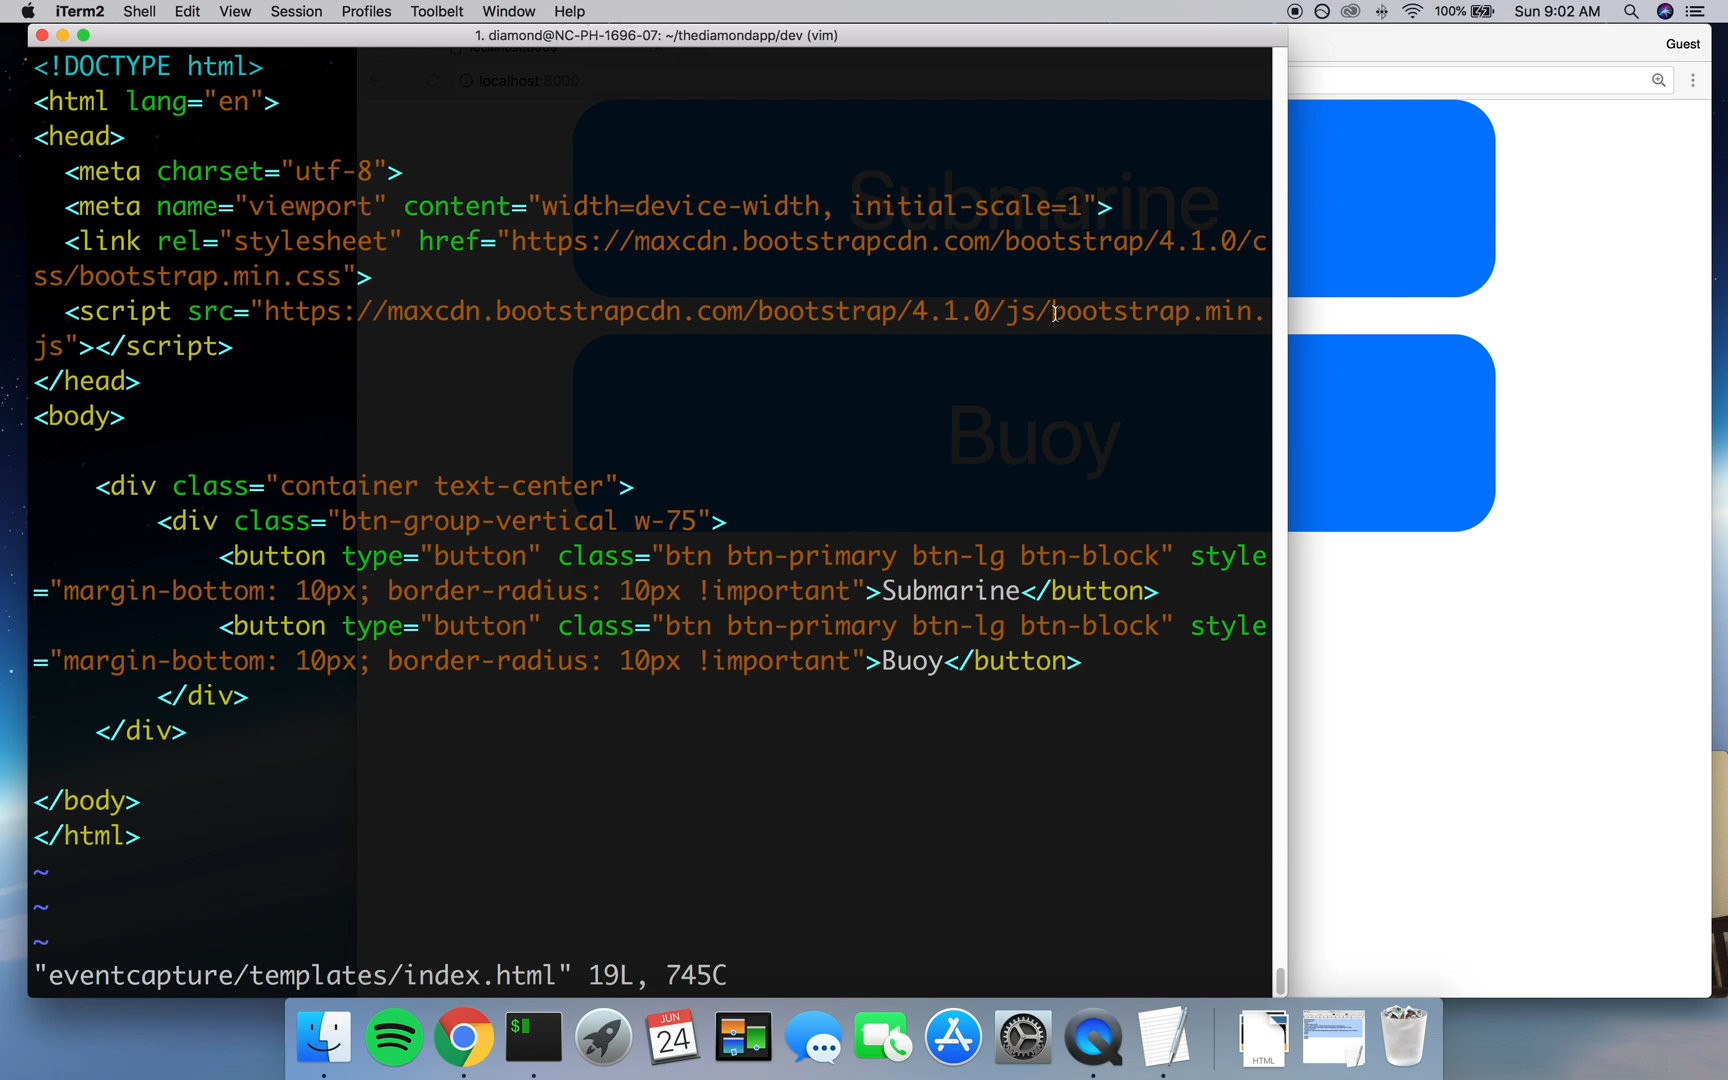 iTerm2 Shell Edit View Session Profiles Toolbelt Window Help 100% Sun 9:02 AM
1. diamond@NC-PH-1696-07: ~/thediamondapp/dev (vim)
Guest
localhost:8000
<!DOCTYPE html>
<html lang="en">
<head>
  <meta charset="utf-8">
  <meta name="viewport" content="width=device-width, initial-scale=1">
  <link rel="stylesheet" href="https://maxcdn.bootstrapcdn.com/bootstrap/4.1.0/c
ss/bootstrap.min.css">
  <script src="https://maxcdn.bootstrapcdn.com/bootstrap/4.1.0/js/bootstrap.min.
js"></script>
</head>
<body>
    <div class="container text-center">
        <div class="btn-group-vertical w-75">
            <button type="button" class="btn btn-primary btn-lg btn-block" style
="margin-bottom: 10px; border-radius: 10px !important">Submarine</button>
            <button type="button" class="btn btn-primary btn-lg btn-block" style
="margin-bottom: 10px; border-radius: 10px !important">Buoy</button>
        </div>
    </div>
</body>
</html>
~
~
~
"eventcapture/templates/index.html" 19L, 745C
Submarine
Buoy
$
JUN
24
HTML